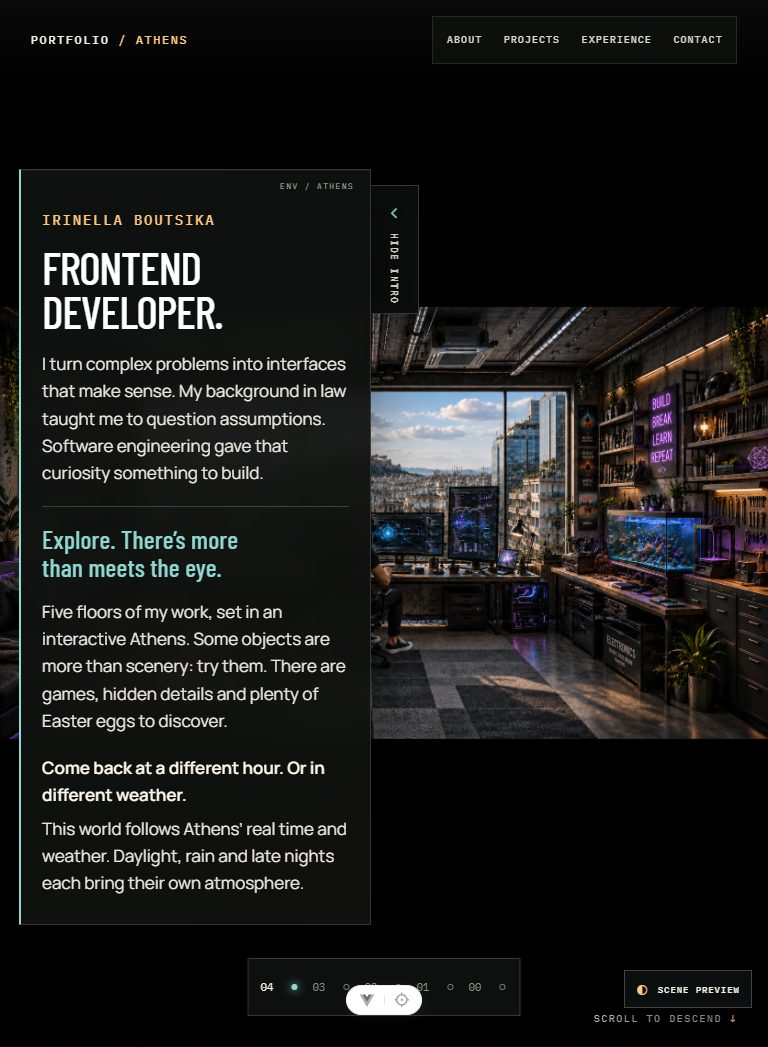 PORTFOLIO / ATHENS
ABOUT PROJECTS EXPERIENCE CONTACT
ENV / ATHENS
IRINELLA BOUTSIKA
FRONTEND
DEVELOPER.
HIDE INTRO
I turn complex problems into interfaces
that make sense. My background in law
taught me to question assumptions.
Software engineering gave that
curiosity something to build.
Explore. There’s more
than meets the eye.
Five floors of my work, set in an
interactive Athens. Some objects are
more than scenery: try them. There are
games, hidden details and plenty of
Easter eggs to discover.
Come back at a different hour. Or in
different weather.
This world follows Athens’ real time and
weather. Daylight, rain and late nights
each bring their own atmosphere.
BUILD
BREAK
LEARN
REPEAT
</>
ELECTRONICS
04 03 01 00
SCENE PREVIEW
SCROLL TO DESCEND ↓